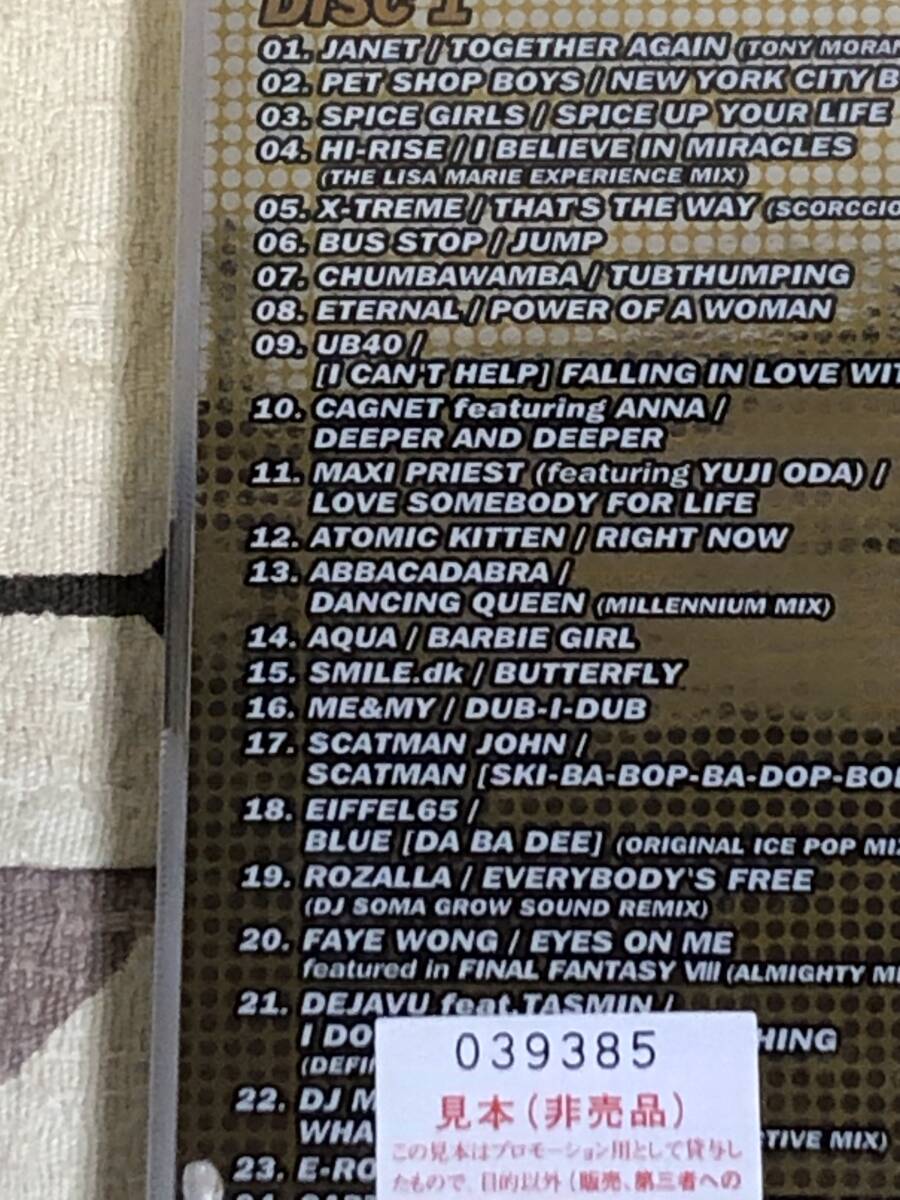 Disc 1
01. JANET / TOGETHER AGAIN (TONY MORAN
02. PET SHOP BOYS / NEW YORK CITY B
03. SPICE GIRLS / SPICE UP YOUR LIFE
04. HI-RISE / I BELIEVE IN MIRACLES
(THE LISA MARIE EXPERIENCE MIX)
05. X-TREME / THAT'S THE WAY (SCORCCIO
06. BUS STOP / JUMP
07. CHUMBAWAMBA / TUBTHUMPING
08. ETERNAL / POWER OF A WOMAN
09. UB40 /
[I CAN'T HELP] FALLING IN LOVE WIT
10. CAGNET featuring ANNA /
DEEPER AND DEEPER
11. MAXI PRIEST (featuring YUJI ODA) /
LOVE SOMEBODY FOR LIFE
12. ATOMIC KITTEN / RIGHT NOW
13. ABBACADABRA /
DANCING QUEEN (MILLENNIUM MIX)
14. AQUA / BARBIE GIRL
15. SMILE.dk / BUTTERFLY
16. ME&MY / DUB-I-DUB
17. SCATMAN JOHN /
SCATMAN [SKI-BA-BOP-BA-DOP-BO
18. EIFFEL65 /
BLUE [DA BA DEE] (ORIGINAL ICE POP MIX
19. ROZALLA / EVERYBODY'S FREE
(DJ SOMA GROW SOUND REMIX)
20. FAYE WONG / EYES ON ME
featured in FINAL FANTASY VIII (ALMIGHTY MI
21. DEJAVU feat.TASMIN /
I DO HING
(DEFI
22. DJ M
WHA TIVE MIX)
23. E-RO
039385
見本(非売品)
この見本はプロモーション用として貸与し
たもので、目的以外(販売、第三者への